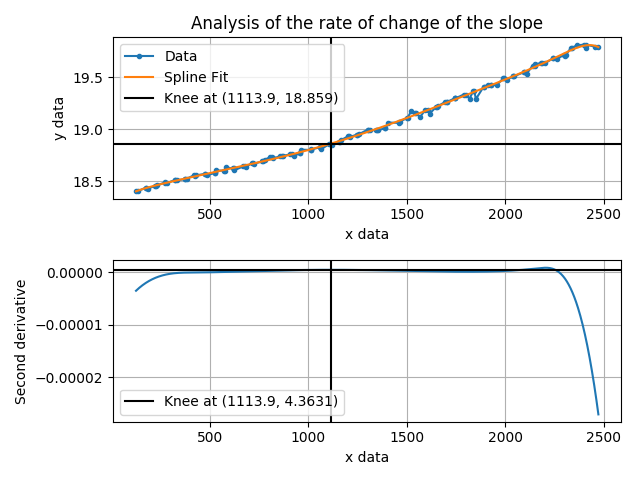 Analysis of the rate of change of the slope
Data
Spline Fit
Knee at (1113.9, 18.859)
19.5
19.0
18.5
y data
500
1000
1500
2000
2500
x data
0.00000
−0.00001
−0.00002
Second derivative
Knee at (1113.9, 4.3631)
500
1000
1500
2000
2500
x data